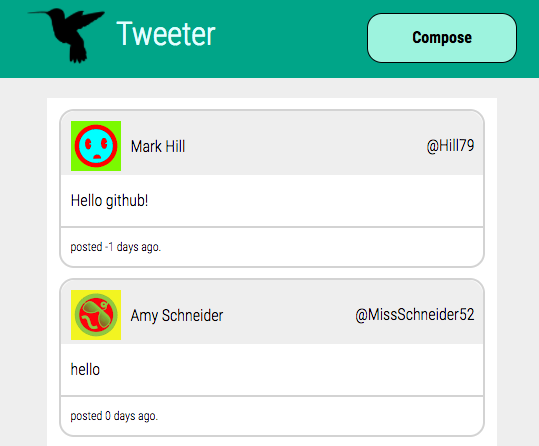 Tweeter
Compose
Mark Hill
@Hill79
Hello github!
posted -1 days ago.
Amy Schneider
@MissSchneider52
hello
posted 0 days ago.